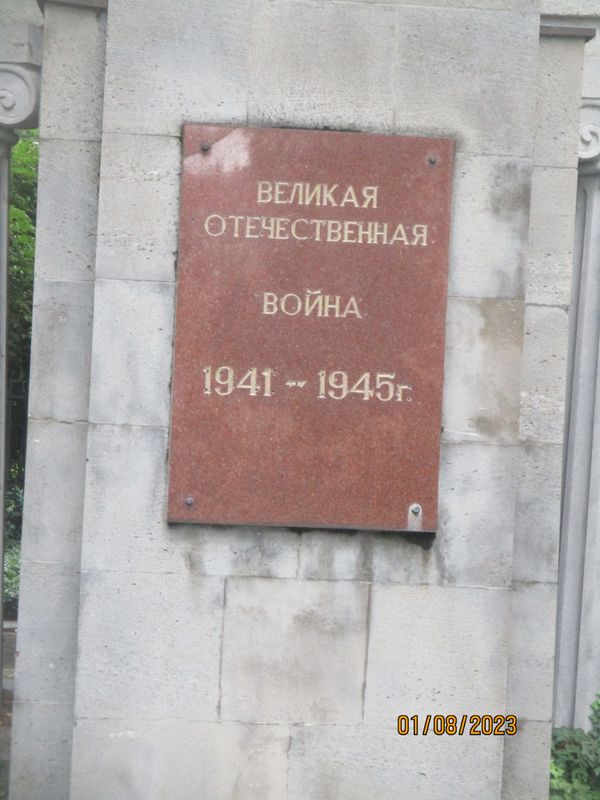 ВЕЛИКАЯ
ОТЕЧЕСТВЕННАЯ
ВОЙНА
1941 -- 1945г.
01/08/2023